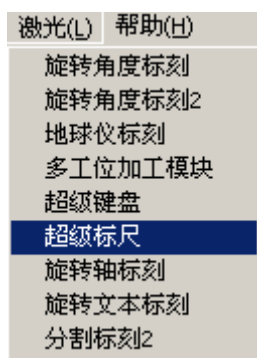 激光(L) 帮助(H)
旋转角度标刻
旋转角度标刻2
地球仪标刻
多工位加工模块
超级键盘
超级标尺
旋转轴标刻
旋转文本标刻
分割标刻2